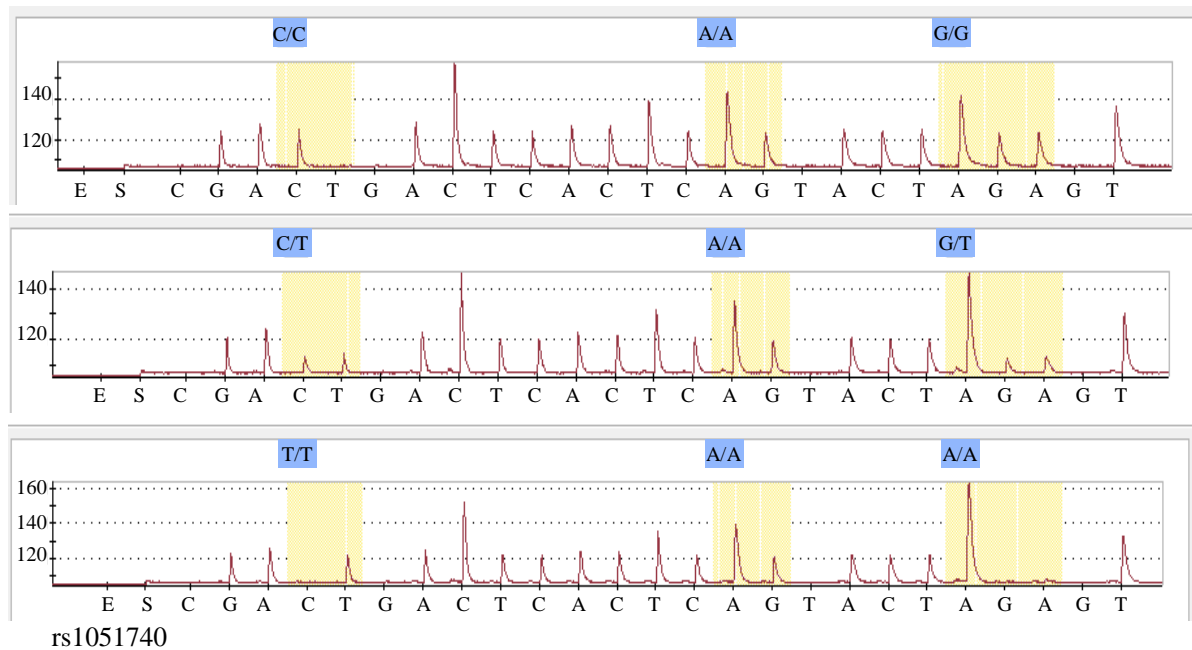 C/C A/A G/G
140
120
E S C G A C T G A C T C A C T C A G T A C T A G A G T
C/T A/A G/T
140
120
E S C G A C T G A C T C A C T C A G T A C T A G A G T
T/T A/A A/A
160
140
120
E S C G A C T G A C T C A C T C A G T A C T A G A G T
rs1051740